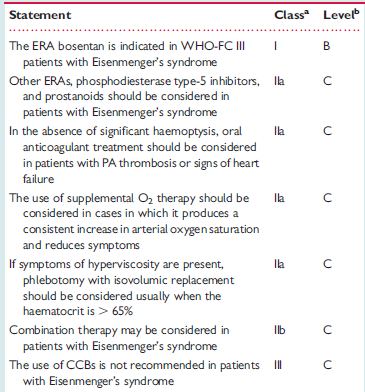 Statement Classª Levelᵇ
The ERA bosentan is indicated in WHO-FC III I B
patients with Eisenmenger's syndrome
Other ERAs, phosphodiesterase type-5 inhibitors, IIa C
and prostanoids should be considered in
patients with Eisenmenger's syndrome
In the absence of significant haemoptysis, oral IIa C
anticoagulant treatment should be considered
in patients with PA thrombosis or signs of heart
failure
The use of supplemental O₂ therapy should be IIa C
considered in cases in which it produces a
consistent increase in arterial oxygen saturation
and reduces symptoms
If symptoms of hyperviscosity are present, IIa C
phlebotomy with isovolumic replacement
should be considered usually when the
haematocrit is > 65%
Combination therapy may be considered in IIb C
patients with Eisenmenger's syndrome
The use of CCBs is not recommended in patients III C
with Eisenmenger's syndrome